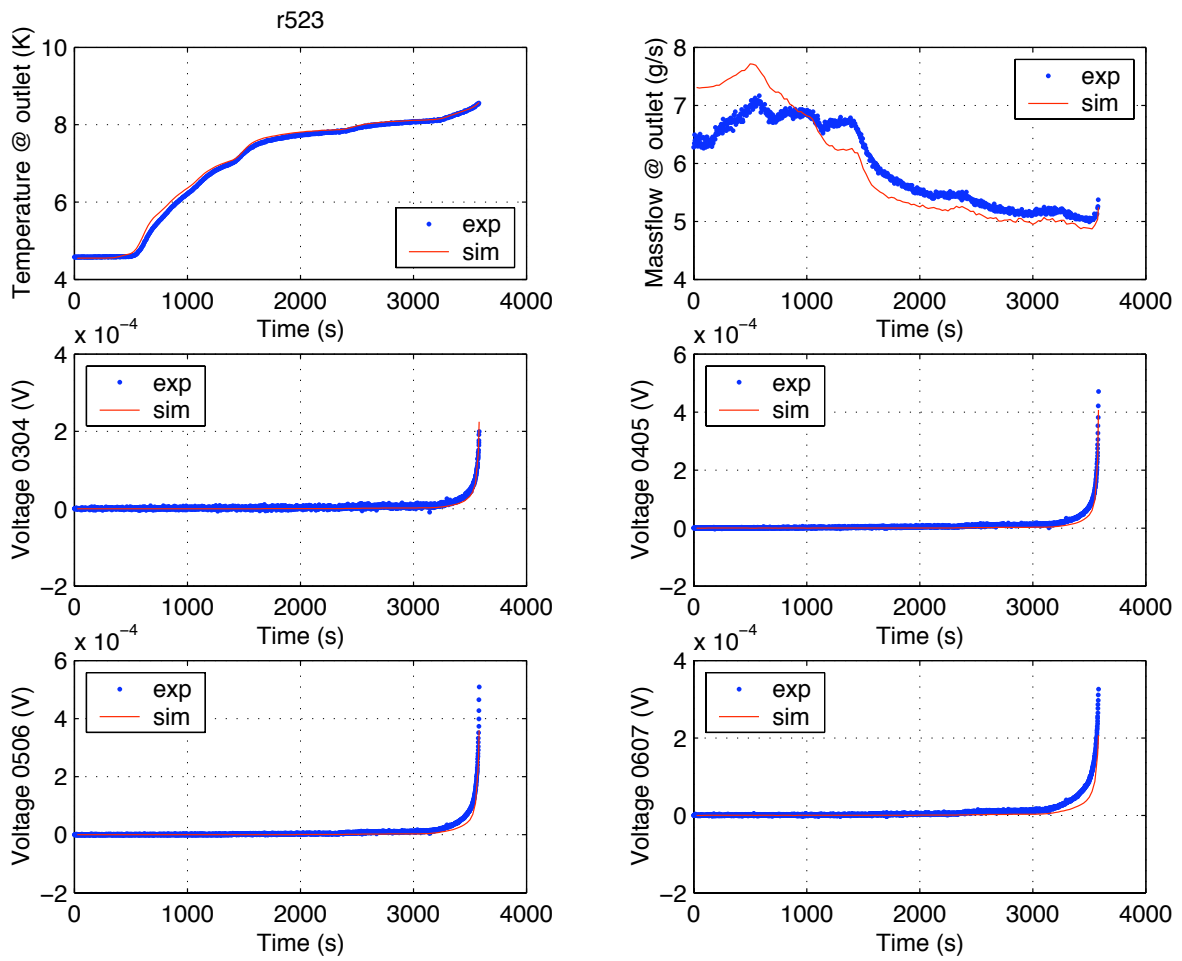 r523
Temperature @ outlet (K)
10
8
6
4
exp
sim
0 1000 2000 3000 4000
Time (s)
Massflow @ outlet (g/s)
8
7
6
5
4
exp
sim
0 1000 2000 3000 4000
Time (s)
x 10⁻⁴
Voltage 0304 (V)
4
2
0
−2
exp
sim
0 1000 2000 3000 4000
Time (s)
x 10⁻⁴
Voltage 0405 (V)
6
4
2
0
−2
exp
sim
0 1000 2000 3000 4000
Time (s)
x 10⁻⁴
Voltage 0506 (V)
6
4
2
0
−2
exp
sim
0 1000 2000 3000 4000
Time (s)
x 10⁻⁴
Voltage 0607 (V)
4
2
0
−2
exp
sim
0 1000 2000 3000 4000
Time (s)